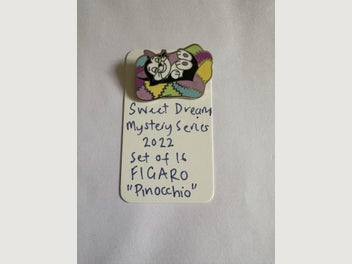 Sweet Dreams
Mystery Series
2022
Set of 16
FIGARO
"Pinocchio"